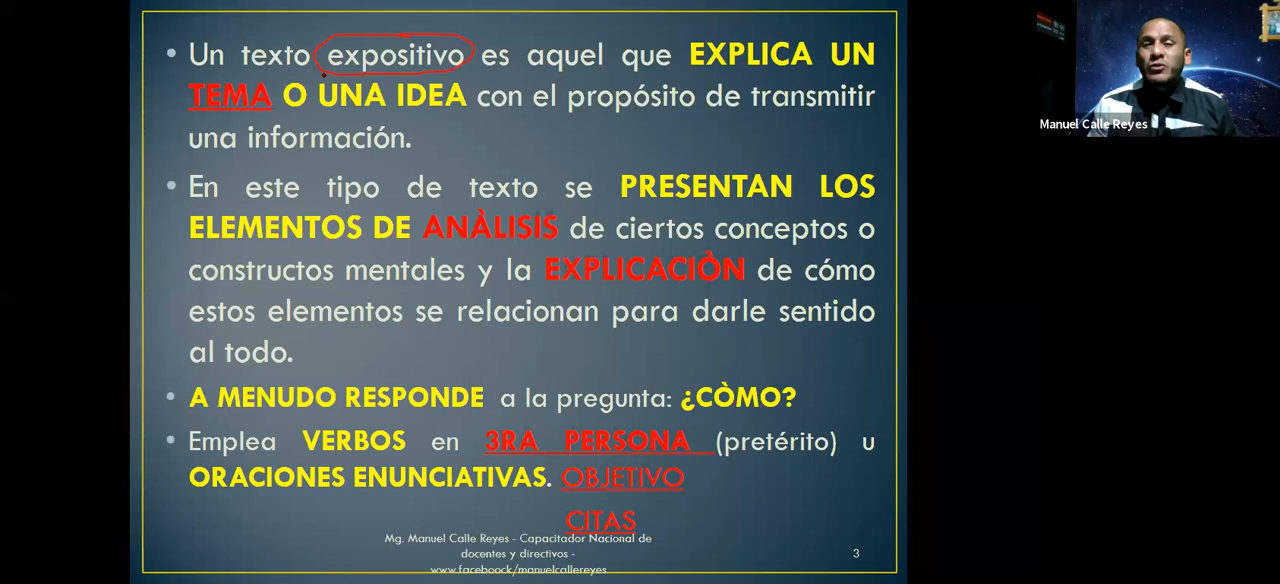 • Un texto expositivo es aquel que EXPLICA UN
TEMA O UNA IDEA con el propósito de transmitir
una información.
• En este tipo de texto se PRESENTAN LOS
ELEMENTOS DE ANÀLISIS de ciertos conceptos o
constructos mentales y la EXPLICACIÒN de cómo
estos elementos se relacionan para darle sentido
al todo.
• A MENUDO RESPONDE a la pregunta: ¿CÒMO?
• Emplea VERBOS en 3RA PERSONA (pretérito) u
ORACIONES ENUNCIATIVAS. OBJETIVO
CITAS
Mg. Manuel Calle Reyes - Capacitador Nacional de
docentes y directivos -
www.faceboock/manuelcallereyes
3
Manuel Calle Reyes